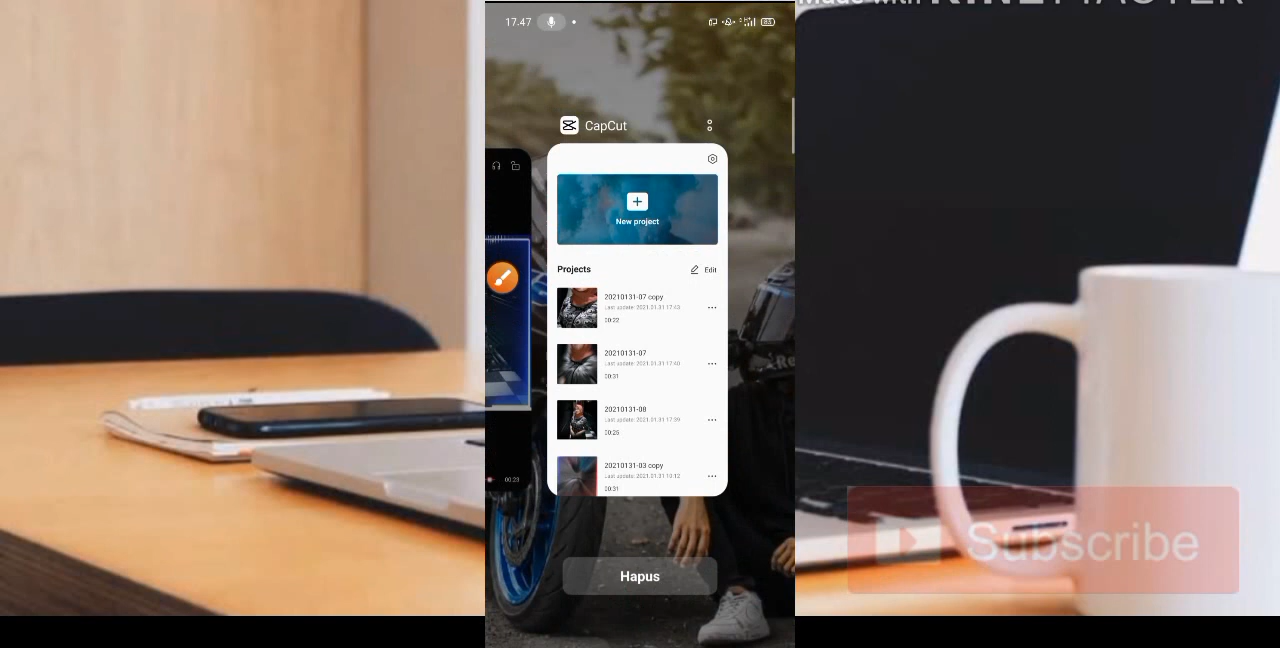 Made with KINEMASTER
17.47
CapCut
New project
Projects
Edit
20210131-07 copy
Last update: 2021.01.31 17:43
00:22
20210131-07
Last update: 2021.01.31 17:40
00:31
20210131-08
Last update: 2021.01.31 17:39
00:25
20210131-03 copy
Last update: 2021.01.31 13:12
00:31
00:23
Hapus
Subscribe